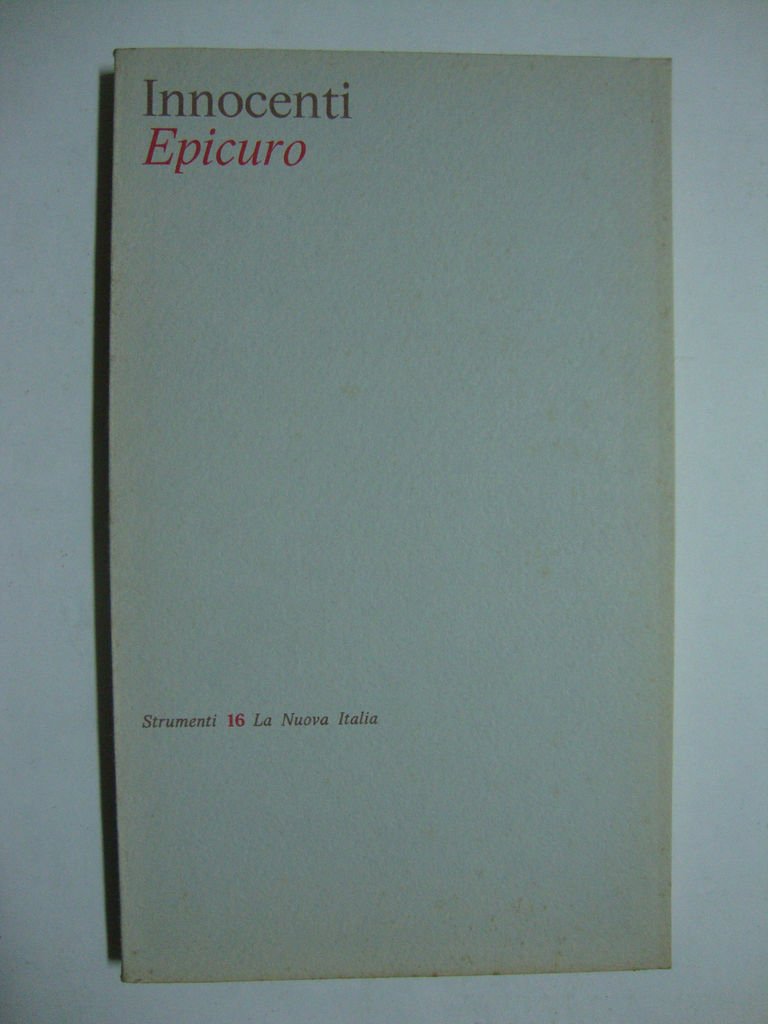 Innocenti
Epicuro
Strumenti 16 La Nuova Italia